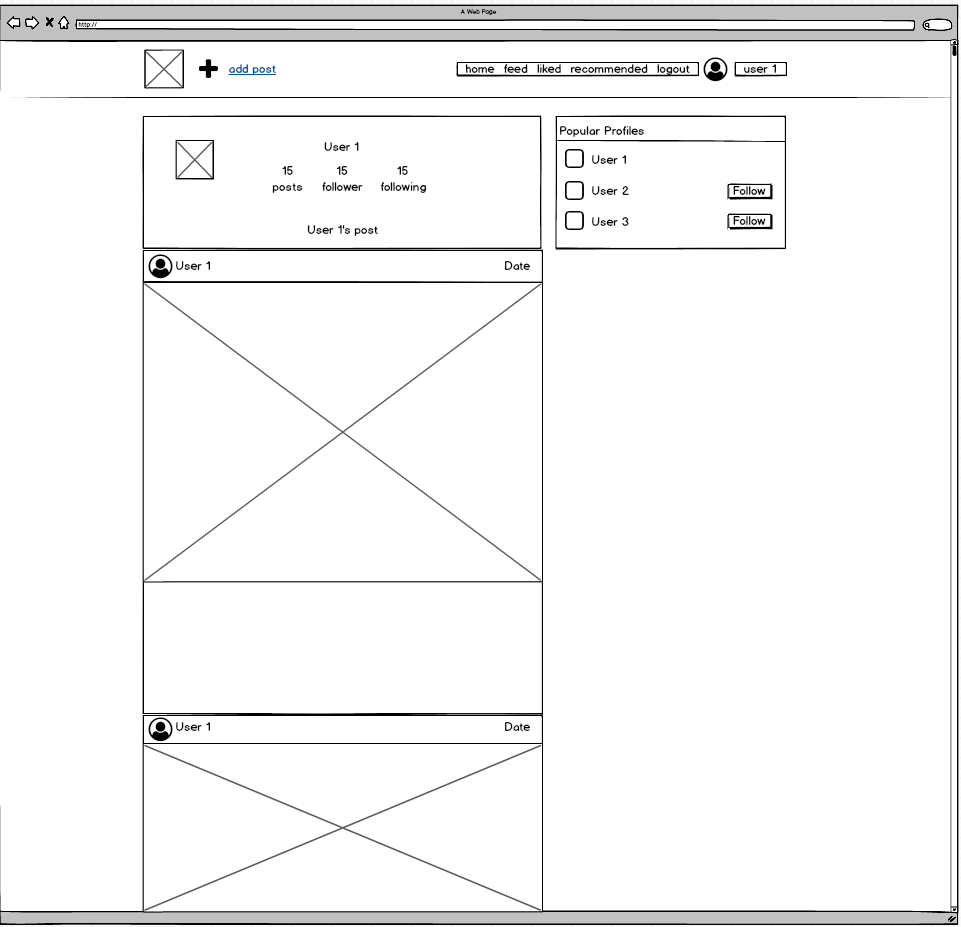 A Web Page
http://
add post
home feed liked recommended logout
user 1
User 1
15 15 15
posts follower following
User 1's post
Popular Profiles
User 1
User 2 Follow
User 3 Follow
User 1 Date
User 1 Date